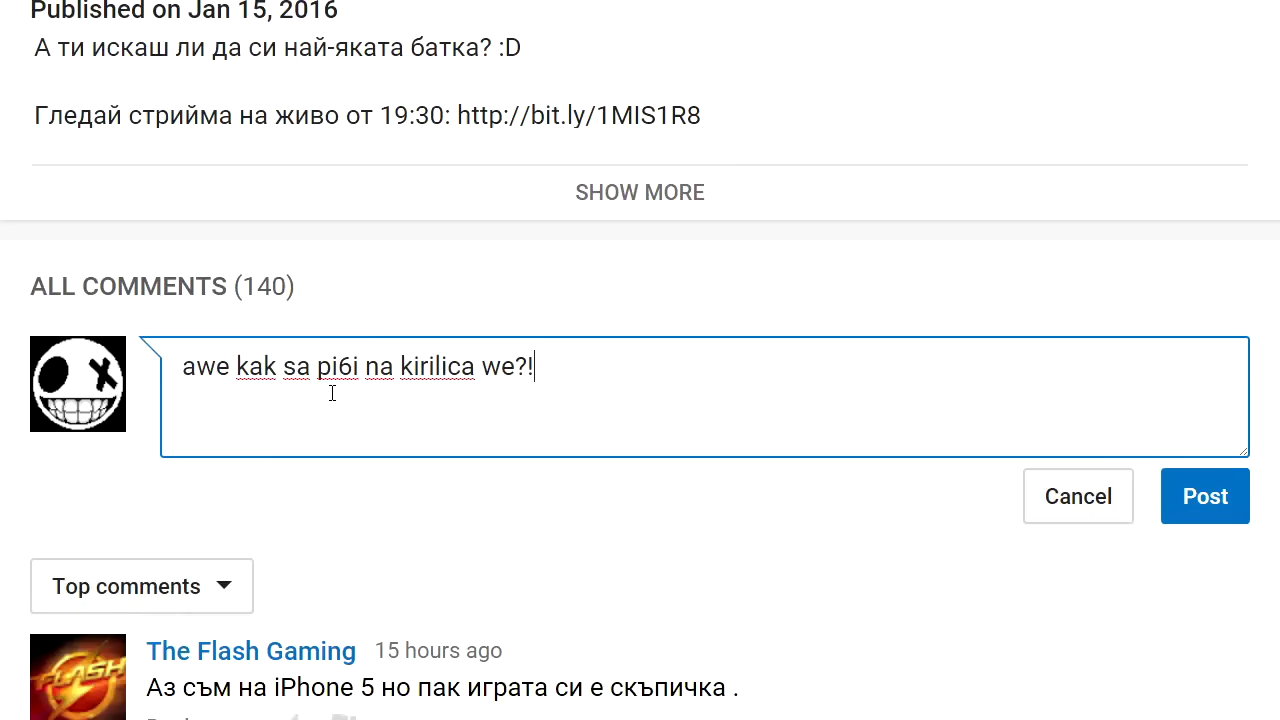 Published on Jan 15, 2016
А ти искаш ли да си най-яката батка? :D
Гледай стрийма на живо от 19:30: http://bit.ly/1MIS1R8
SHOW MORE
ALL COMMENTS (140)
awe kak sa pi6i na kirilica we?!
Cancel
Post
Top comments
The Flash Gaming 15 hours ago
FLASH
Аз съм на iPhone 5 но пак играта си е скъпичка .